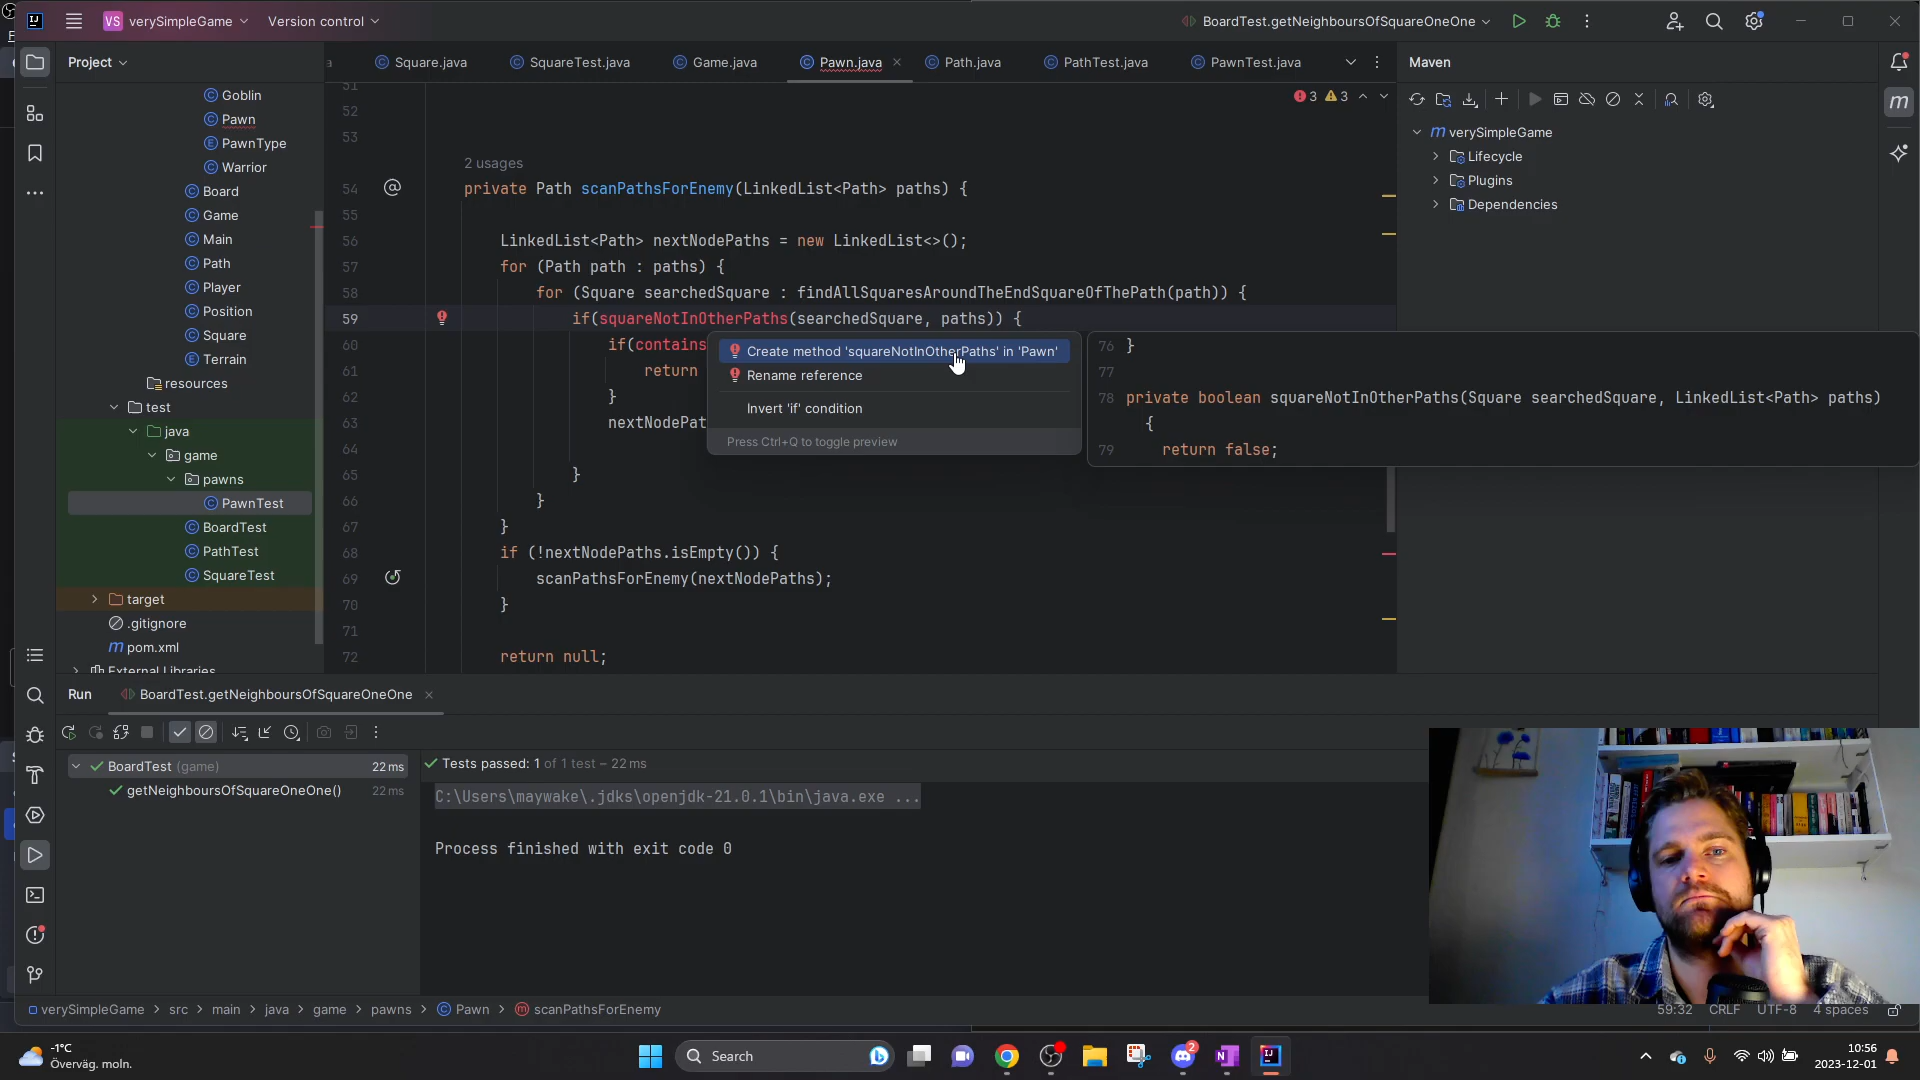 VS verySimpleGame
Version control
BoardTest.getNeighboursOfSquareOneOne
Project
Square.java
SquareTest.java
Game.java
Pawn.java
Path.java
PathTest.java
PawnTest.java
Maven
Goblin
Pawn
PawnType
Warrior
Board
Game
Main
Path
Player
Position
Square
Terrain
resources
test
java
game
pawns
PawnTest
BoardTest
PathTest
SquareTest
target
.gitignore
pom.xml
External Libraries
3 3
51
52
53
2 usages
54 private Path scanPathsForEnemy(LinkedList<Path> paths) {
55
56 LinkedList<Path> nextNodePaths = new LinkedList<>();
57 for (Path path : paths) {
58 for (Square searchedSquare : findAllSquaresAroundTheEndSquareOfThePath(path)) {
59 if(squareNotInOtherPaths(searchedSquare, paths)) {
60 if(contains
61 return
62 }
63 nextNodePat
64
65 }
66 }
67 }
68 if (!nextNodePaths.isEmpty()) {
69 scanPathsForEnemy(nextNodePaths);
70 }
71
72 return null;
Create method 'squareNotInOtherPaths' in 'Pawn'
Rename reference
Invert 'if' condition
Press Ctrl+Q to toggle preview
76 }
77
78 private boolean squareNotInOtherPaths(Square searchedSquare, LinkedList<Path> paths)
{
79 return false;
m verySimpleGame
Lifecycle
Plugins
Dependencies
m
Run
BoardTest.getNeighboursOfSquareOneOne
BoardTest (game) 22 ms
getNeighboursOfSquareOneOne() 22 ms
Tests passed: 1 of 1 test – 22 ms
C:\Users\maywake\.jdks\openjdk-21.0.1\bin\java.exe ...
Process finished with exit code 0
verySimpleGame > src > main > java > game > pawns > Pawn > scanPathsForEnemy
59:32 CRLF UTF-8 4 spaces
-1°C
Överväg. moln.
Search
2
10:56
2023-12-01